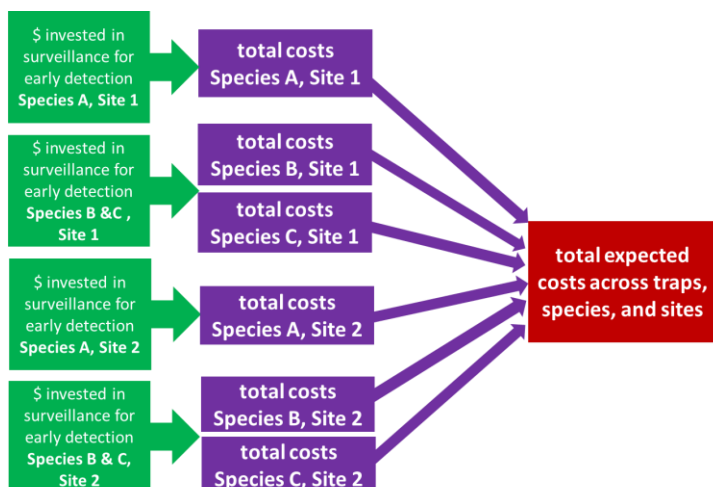 $ invested in
surveillance for
early detection
Species A, Site 1
total costs
Species A, Site 1
$ invested in
surveillance for
early detection
Species B &C ,
Site 1
total costs
Species B, Site 1
total costs
Species C, Site 1
$ invested in
surveillance for
early detection
Species A, Site 2
total costs
Species A, Site 2
$ invested in
surveillance for
early detection
Species B & C,
Site 2
total costs
Species B, Site 2
total costs
Species C, Site 2
total expected
costs across traps,
species, and sites